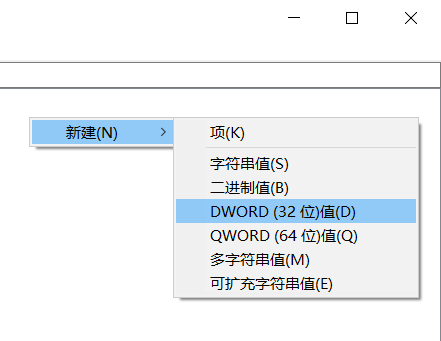 新建(N)
项(K)
字符串值(S)
二进制值(B)
DWORD (32 位)值(D)
QWORD (64 位)值(Q)
多字符串值(M)
可扩充字符串值(E)